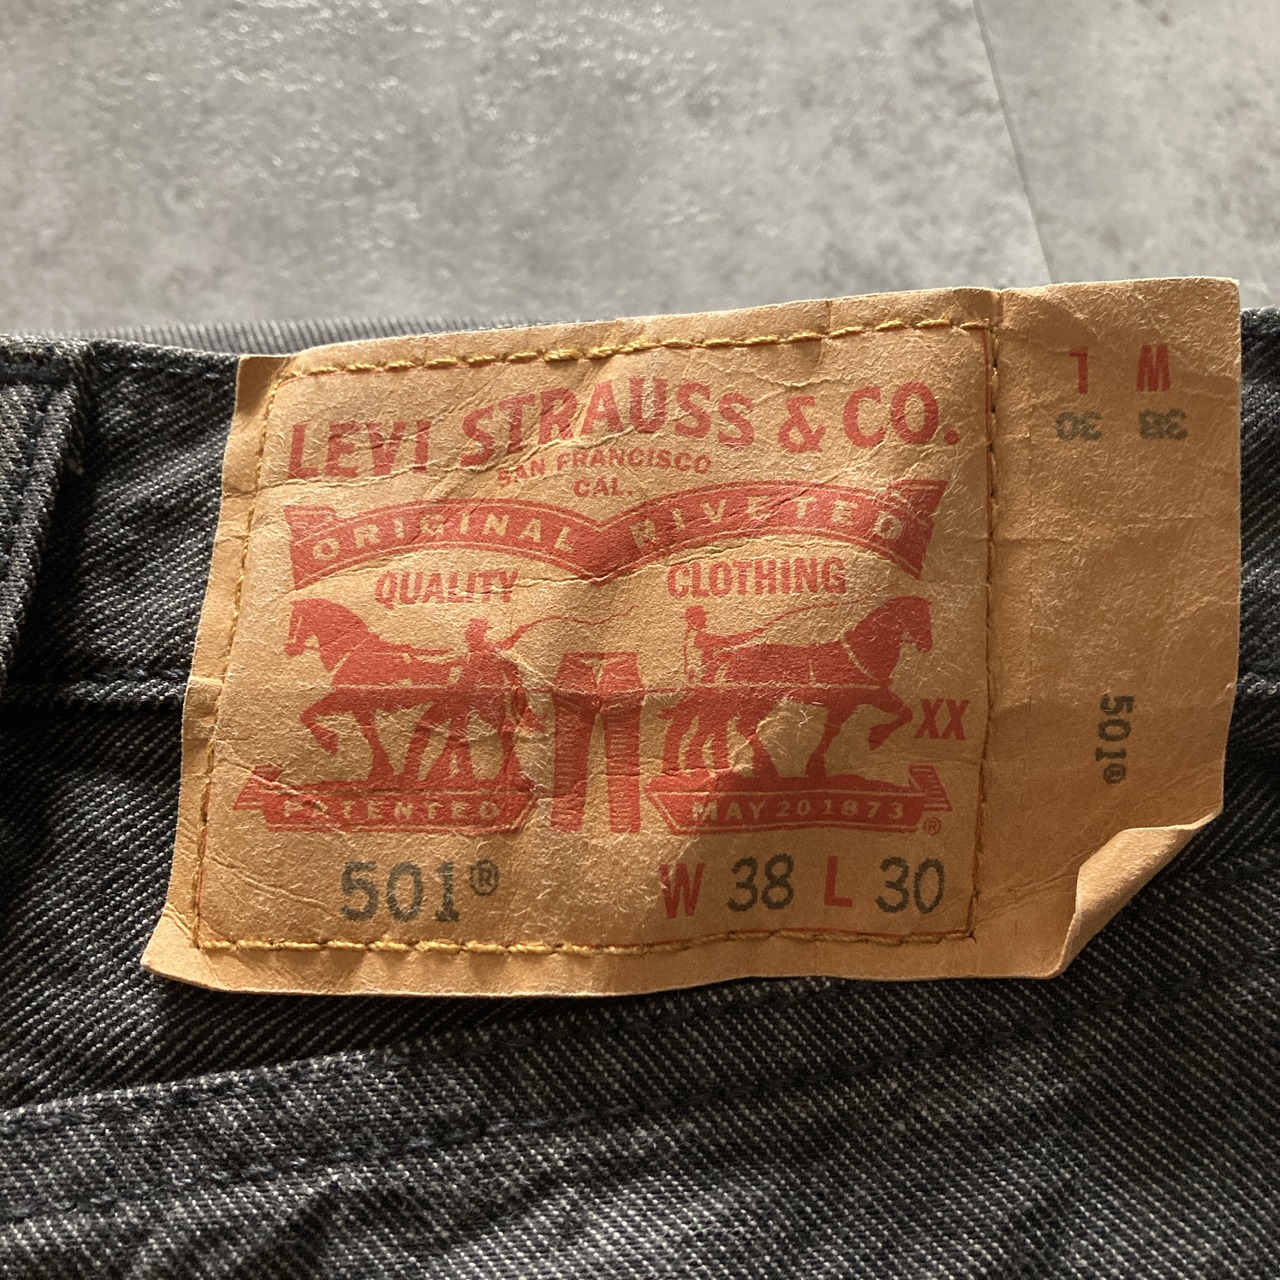 LEVI STRAUSS & CO.
SAN FRANCISCO
CAL.
ORIGINAL RIVETED
QUALITY CLOTHING
XX
PATENTED MAY 20 1873 ®
501® W 38 L 30
W 38
L 30
501®